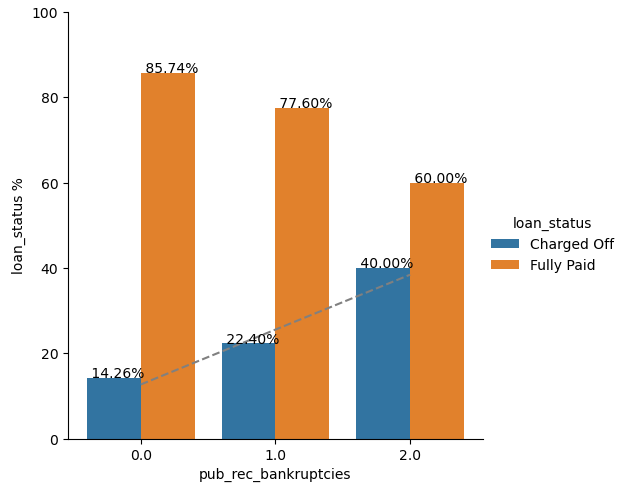 100
80
60
40
20
0
loan_status %
85.74%
77.60%
60.00%
40.00%
22.40%
14.26%
loan_status
Charged Off
Fully Paid
0.0 1.0 2.0
pub_rec_bankruptcies